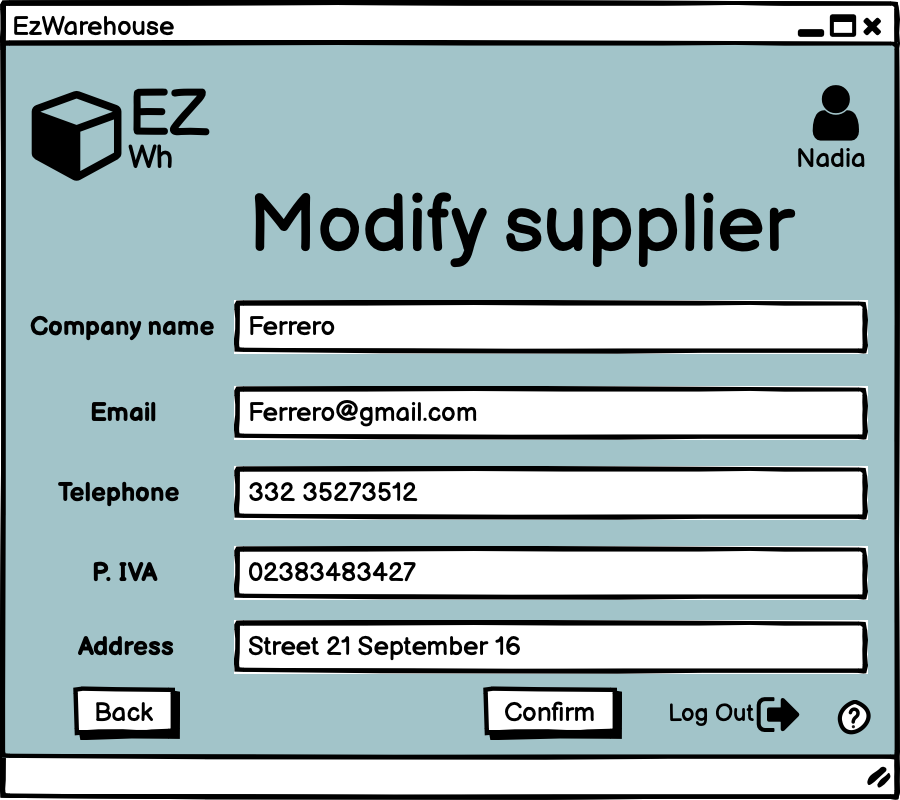 EzWarehouse
EZ
Wh
Nadia
Modify supplier
Company name Ferrero
Email Ferrero@gmail.com
Telephone 332 35273512
P. IVA 02383483427
Address Street 21 September 16
Back Confirm Log Out ?